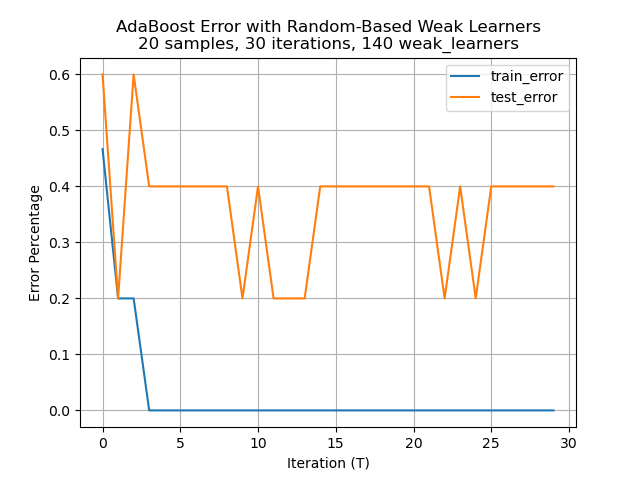 AdaBoost Error with Random-Based Weak Learners
20 samples, 30 iterations, 140 weak_learners
train_error
test_error
0.6
0.5
0.4
0.3
0.2
0.1
0.0
Error Percentage
0 5 10 15 20 25 30
Iteration (T)